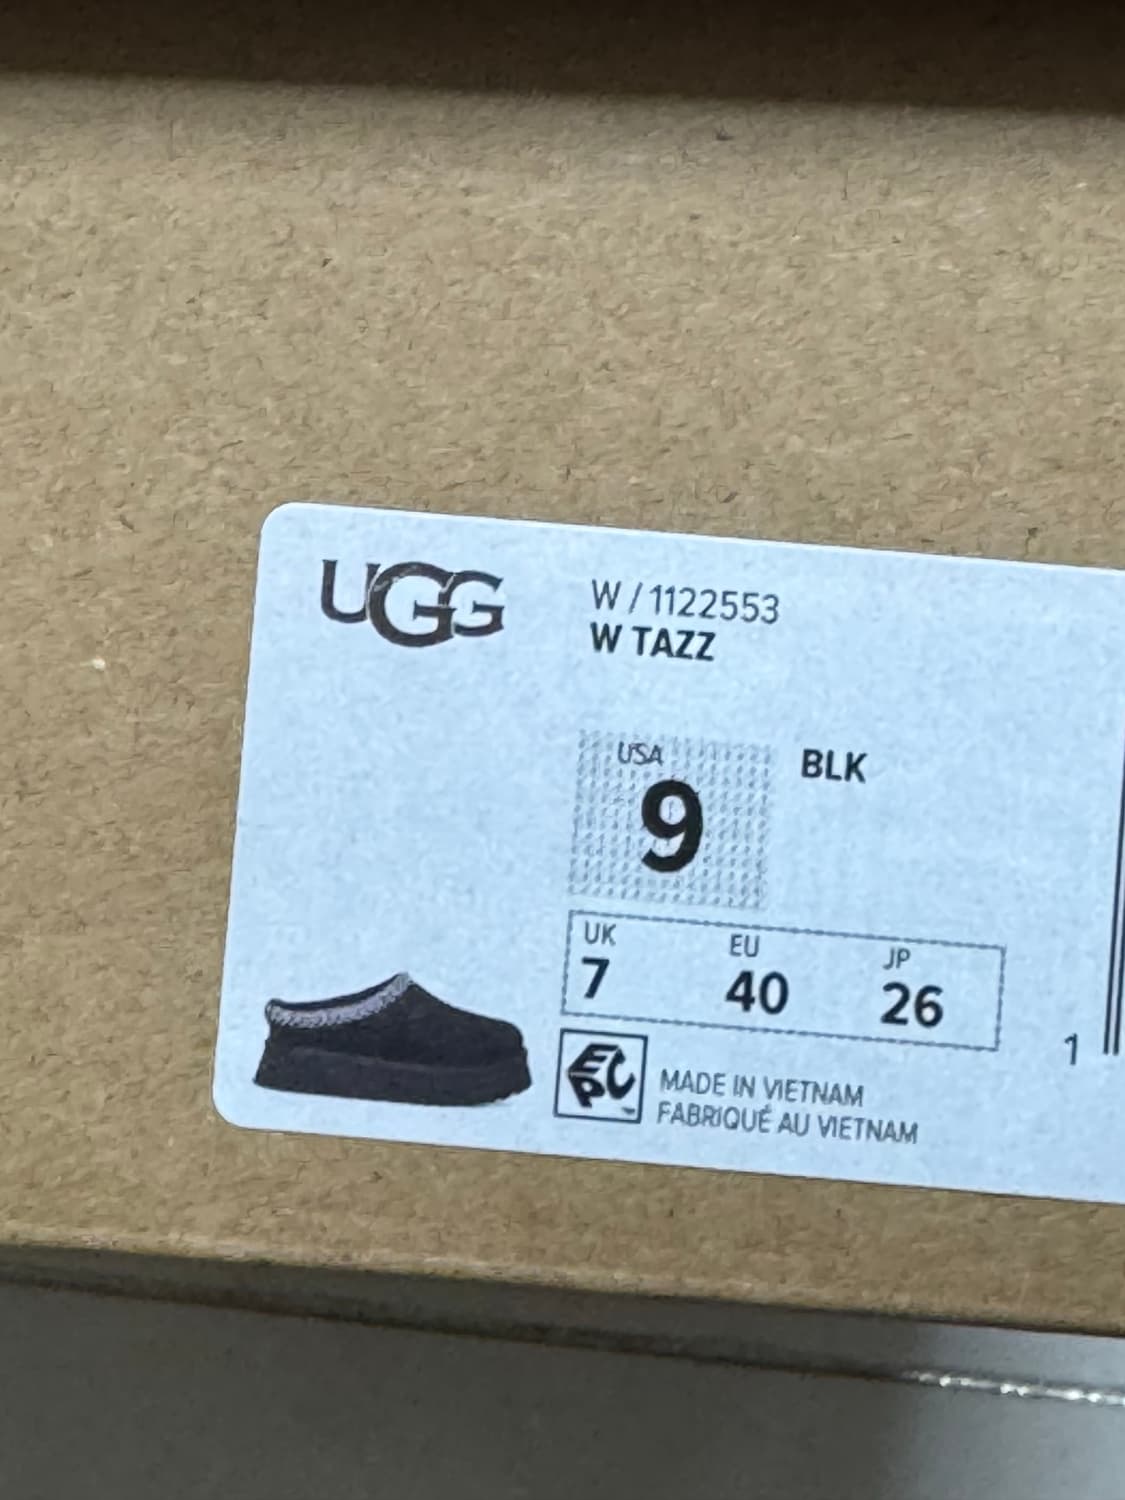 UGG
W / 1122553
W TAZZ
USA
9
BLK
UK EU JP
7 40 26
EPC
MADE IN VIETNAM
FABRIQUÉ AU VIETNAM
1